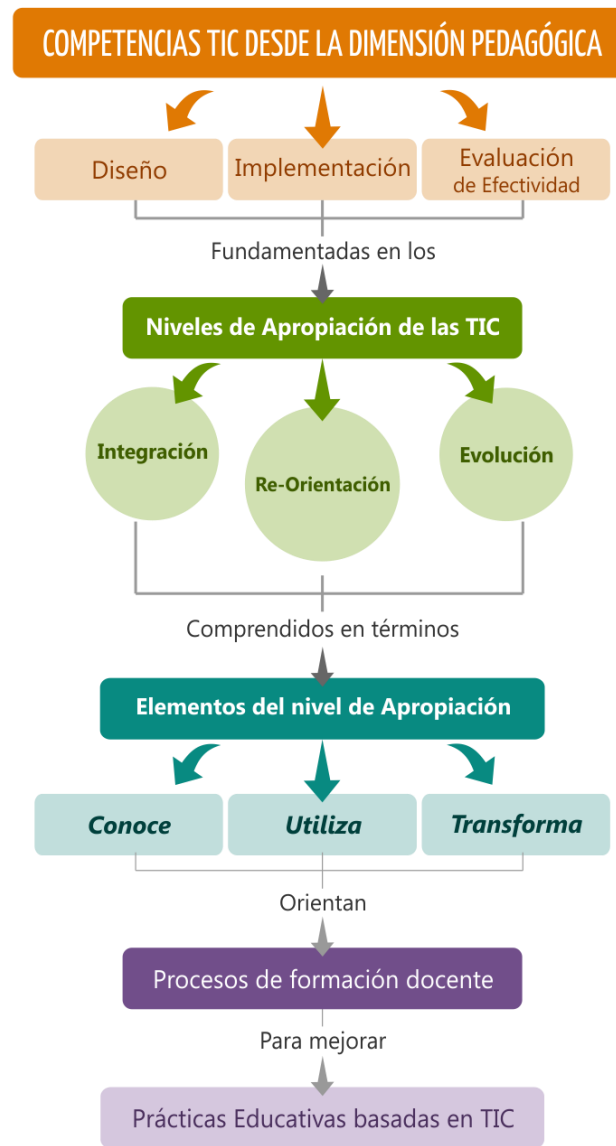 COMPETENCIAS TIC DESDE LA DIMENSIÓN PEDAGÓGICA
Diseño
Implementación
Evaluación
de Efectividad
Fundamentadas en los
Niveles de Apropiación de las TIC
Integración
Re-Orientación
Evolución
Comprendidos en términos
Elementos del nivel de Apropiación
Conoce
Utiliza
Transforma
Orientan
Procesos de formación docente
Para mejorar
Prácticas Educativas basadas en TIC